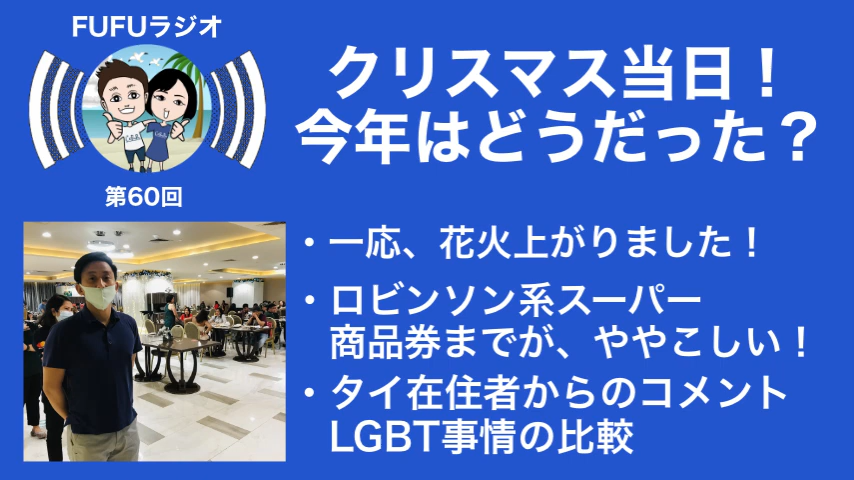 FUFUラジオ
第60回
クリスマス当日！
今年はどうだった？
・一応、花火上がりました！
・ロビンソン系スーパー
商品券までが、ややこしい！
・タイ在住者からのコメント
LGBT事情の比較